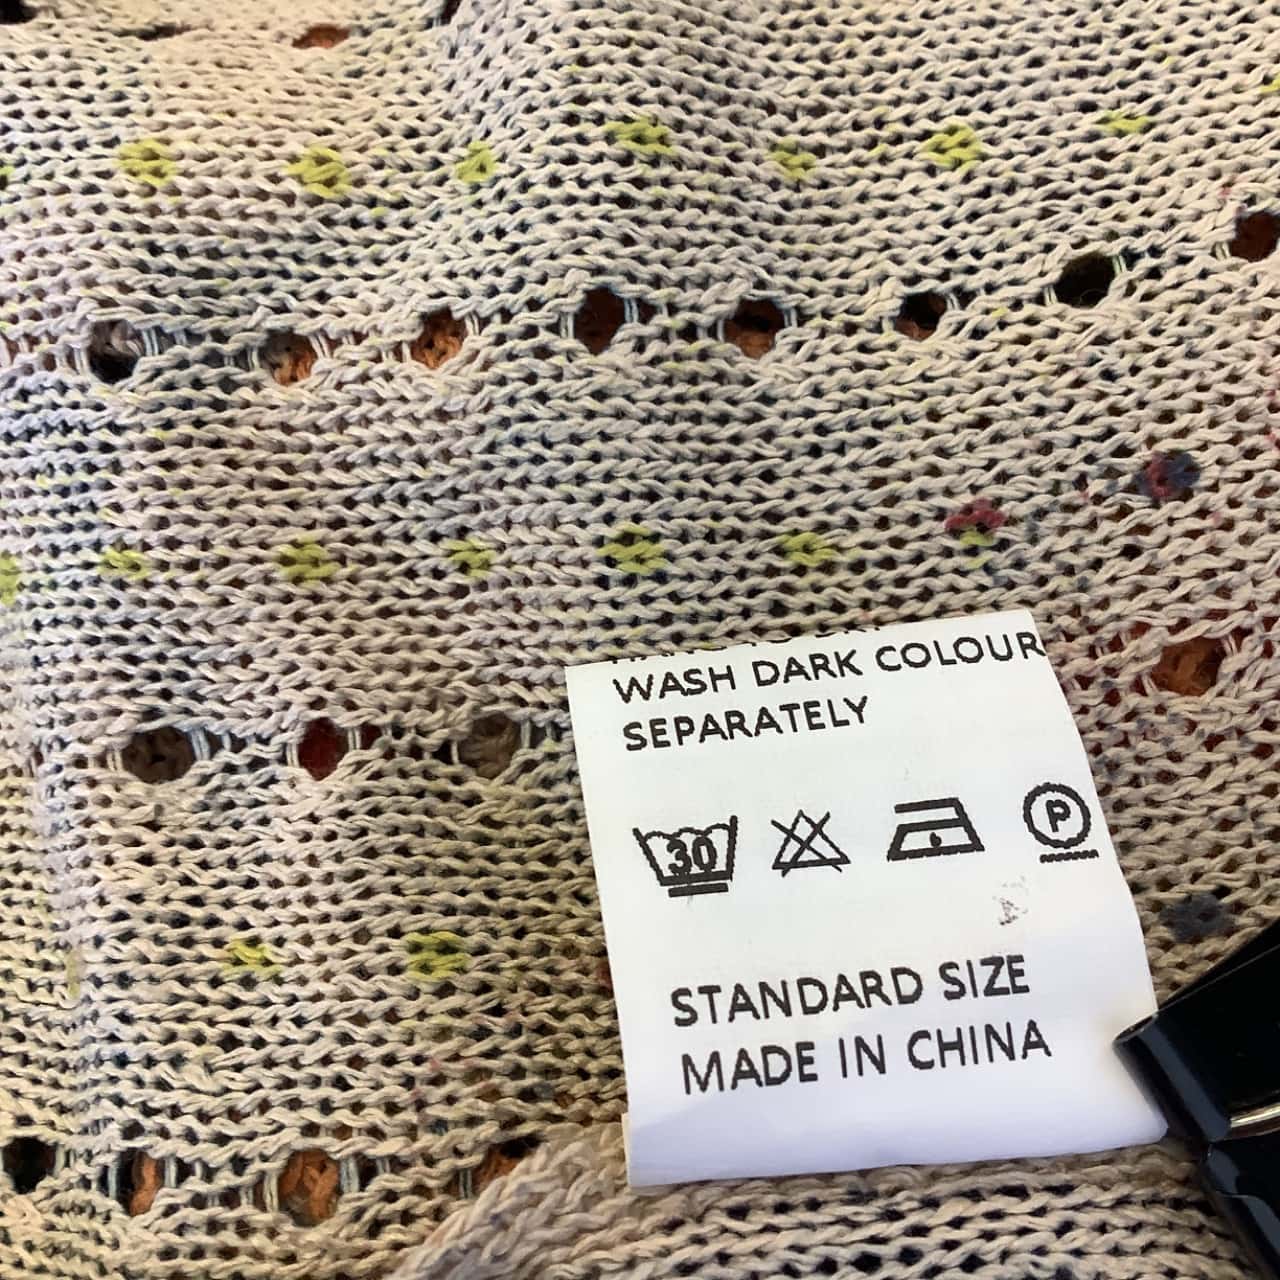 WASH DARK COLOUR
SEPARATELY
30
P
STANDARD SIZE
MADE IN CHINA